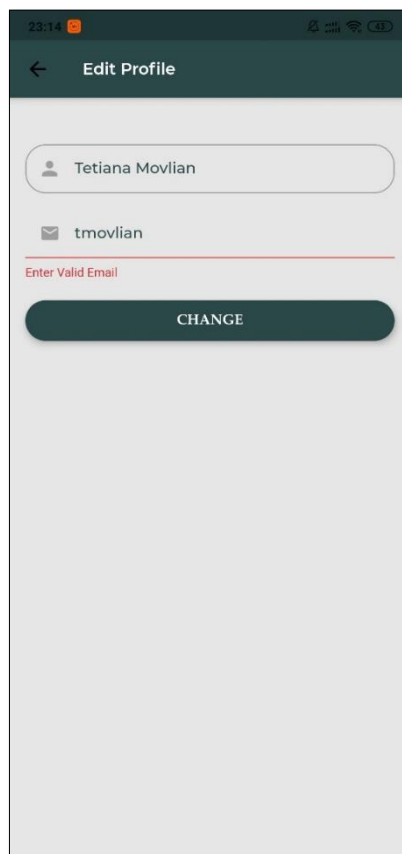 23:14
Edit Profile
Tetiana Movlian
tmovlian
Enter Valid Email
CHANGE